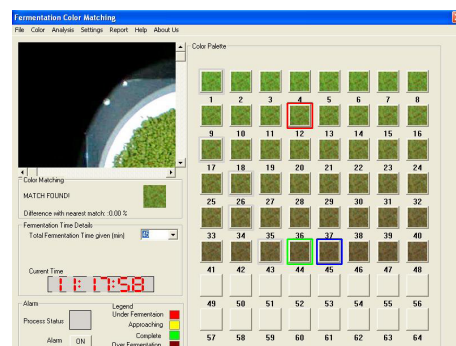 Fermentation Color Matching
File Color Analysis Settings Report Help About Us
Color Palette
1 2 3 4 5 6 7 8
9 10 11 12 13 14 15 16
17 18 19 20 21 22 23 24
25 26 27 28 29 30 31 32
33 34 35 36 37 38 39 40
41 42 43 44 45 46 47 48
49 50 51 52 53 54 55 56
57 58 59 60 61 62 63 64
Color Matching
MATCH FOUND!
Difference with nearest match: :0.00 %
Fermentation Time Details
Total Fermentation Time given (min) 45
Current Time
11:17:58
Alarm
Process Status
Alarm ON
Legend
Under Fermentaion
Approaching
Complete
Over Fermentation